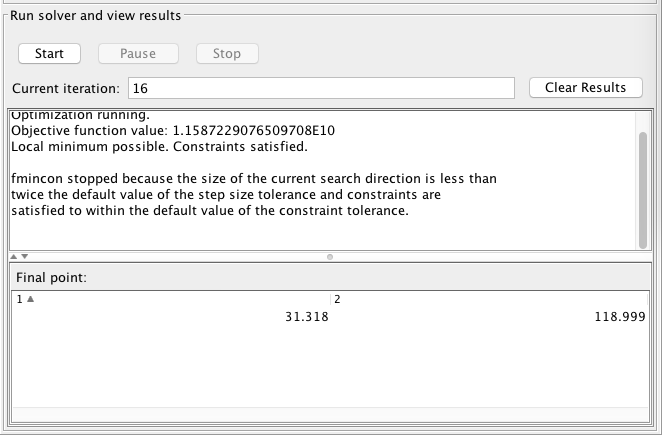 Run solver and view results
Start Pause Stop
Current iteration: 16 Clear Results
Optimization running.
Objective function value: 1.1587229076509708E10
Local minimum possible. Constraints satisfied.
fmincon stopped because the size of the current search direction is less than
twice the default value of the step size tolerance and constraints are
satisfied to within the default value of the constraint tolerance.
Final point:
1 2
31.318 118.999